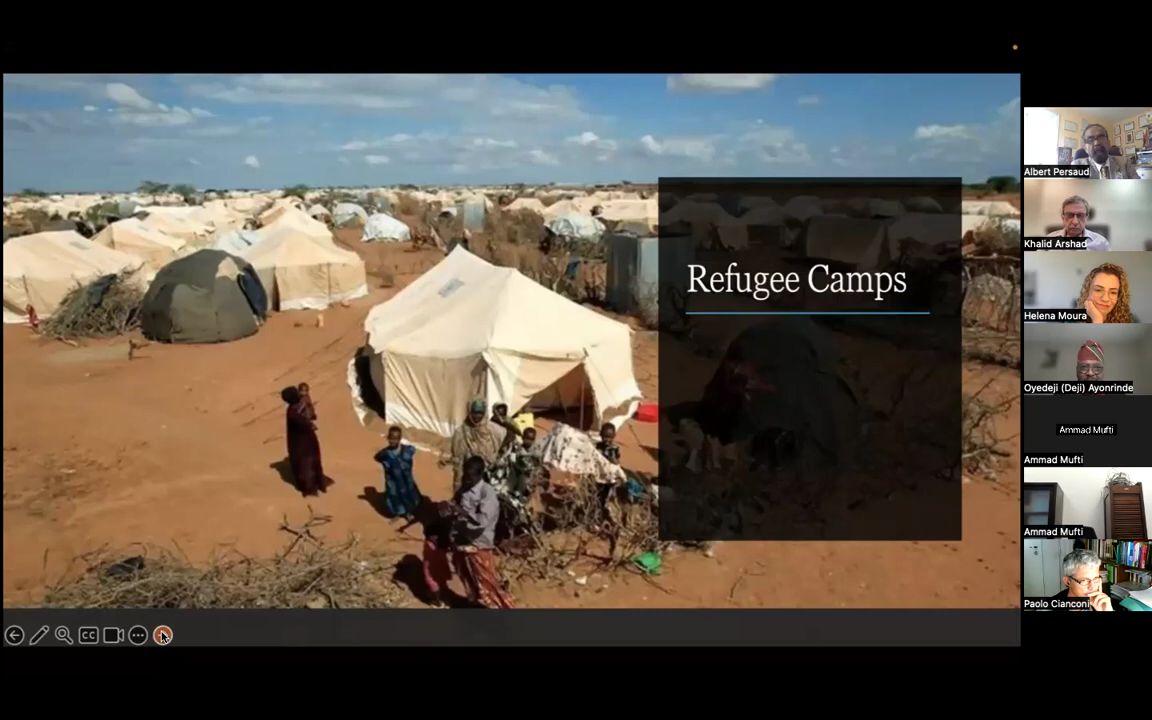 Refugee Camps
Albert Persaud
Khalid Arshad
Helena Moura
Oyedeji (Deji) Ayonrinde
Ammad Mufti
Ammad Mufti
Ammad Mufti
Paolo Cianconi
CC